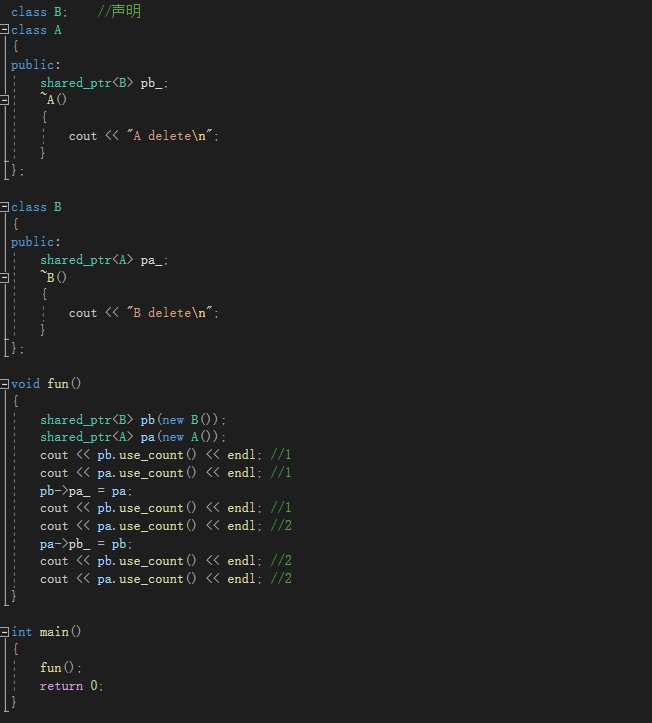 class B;    //声明
class A
{
public:
    shared_ptr<B> pb_;
    ~A()
    {
        cout << "A delete\n";
    }
};

class B
{
public:
    shared_ptr<A> pa_;
    ~B()
    {
        cout << "B delete\n";
    }
};

void fun()
{
    shared_ptr<B> pb(new B());
    shared_ptr<A> pa(new A());
    cout << pb.use_count() << endl; //1
    cout << pa.use_count() << endl; //1
    pb->pa_ = pa;
    cout << pb.use_count() << endl; //1
    cout << pa.use_count() << endl; //2
    pa->pb_ = pb;
    cout << pb.use_count() << endl; //2
    cout << pa.use_count() << endl; //2
}

int main()
{
    fun();
    return 0;
}